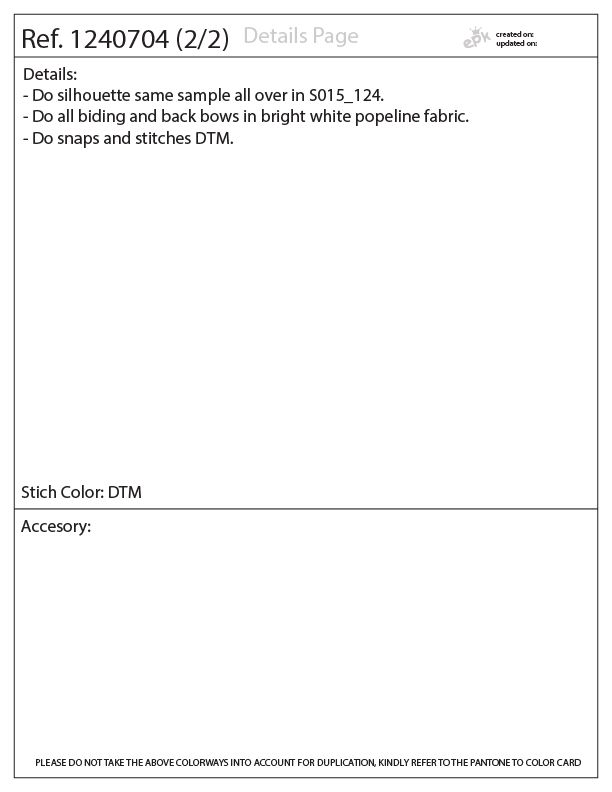 Ref. 1240704 (2/2) Details Page
epk
created on:
updated on:
Details:
- Do silhouette same sample all over in S015_124.
- Do all biding and back bows in bright white popeline fabric.
- Do snaps and stitches DTM.
Stich Color: DTM
Accesory:
PLEASE DO NOT TAKE THE ABOVE COLORWAYS INTO ACCOUNT FOR DUPLICATION, KINDLY REFER TO THE PANTONE TO COLOR CARD